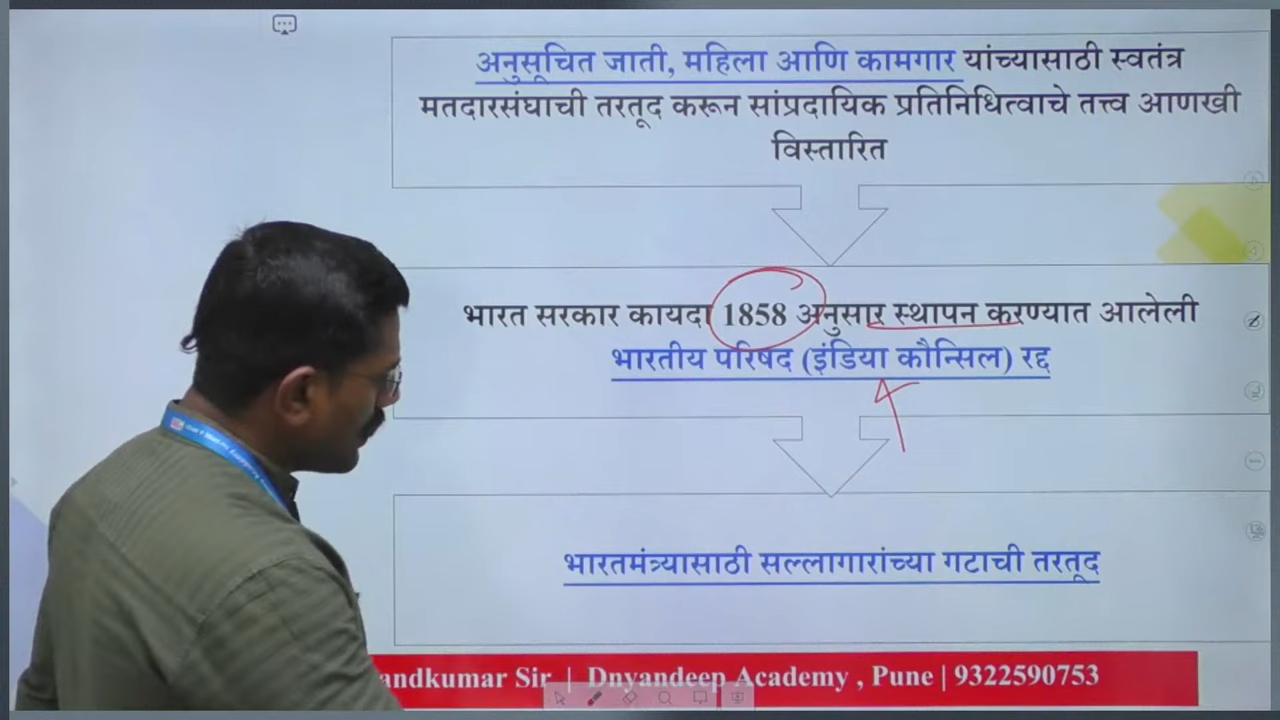 अनुसूचित जाती, महिला आणि कामगार यांच्यासाठी स्वतंत्र
मतदारसंघाची तरतूद करून सांप्रदायिक प्रतिनिधित्वाचे तत्त्व आणखी
विस्तारित
भारत सरकार कायदा 1858 अनुसार स्थापन करण्यात आलेली
भारतीय परिषद (इंडिया कौन्सिल) रद्द
भारतमंत्र्यासाठी सल्लागारांच्या गटाची तरतूद
andkumar Sir | Dnyandeep Academy , Pune | 9322590753